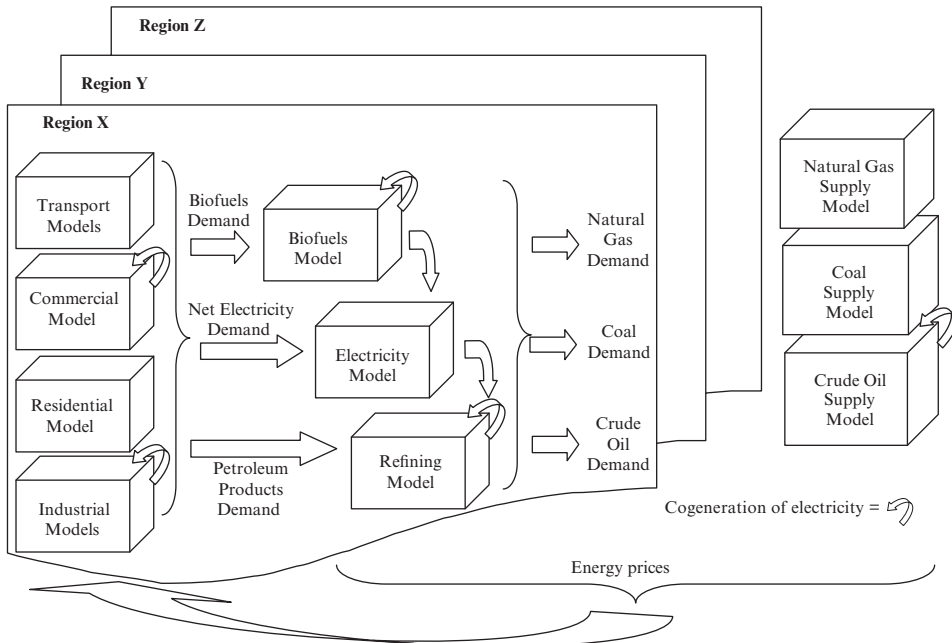 Region Z
Region Y
Region X
Transport
Models
Commercial
Model
Residential
Model
Industrial
Models
Biofuels
Demand
Net Electricity
Demand
Petroleum
Products
Demand
Biofuels
Model
Electricity
Model
Refining
Model
Natural
Gas
Demand
Coal
Demand
Crude
Oil
Demand
Natural Gas
Supply
Model
Coal
Supply
Model
Crude Oil
Supply
Model
Cogeneration of electricity =
Energy prices